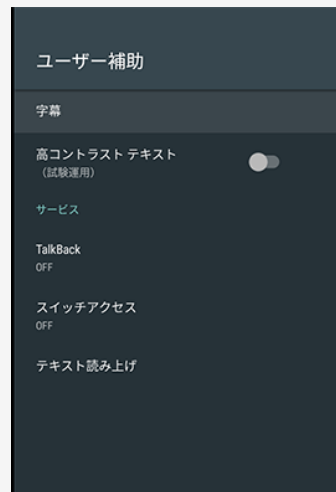 ユーザー補助
字幕
高コントラスト テキスト
（試験運用）
サービス
TalkBack
OFF
スイッチアクセス
OFF
テキスト読み上げ